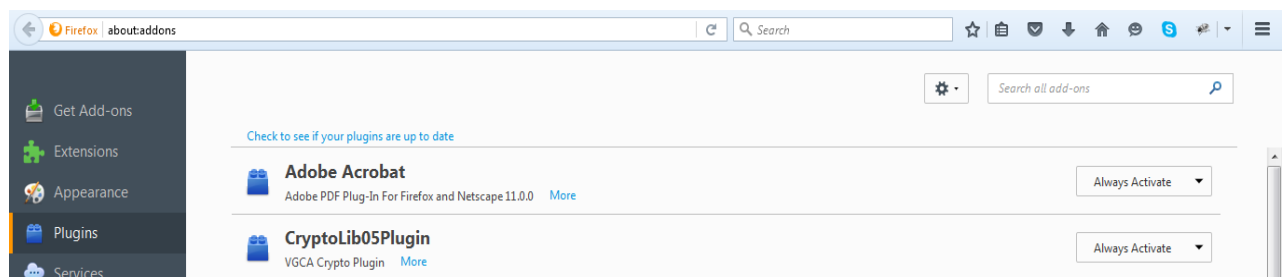 Firefox about:addons Search
Get Add-ons
Search all add-ons
Check to see if your plugins are up to date
Extensions
Adobe Acrobat
Adobe PDF Plug-In For Firefox and Netscape 11.0.0 More
Always Activate
Appearance
Plugins
CryptoLib05Plugin
VGCA Crypto Plugin More
Always Activate
Services